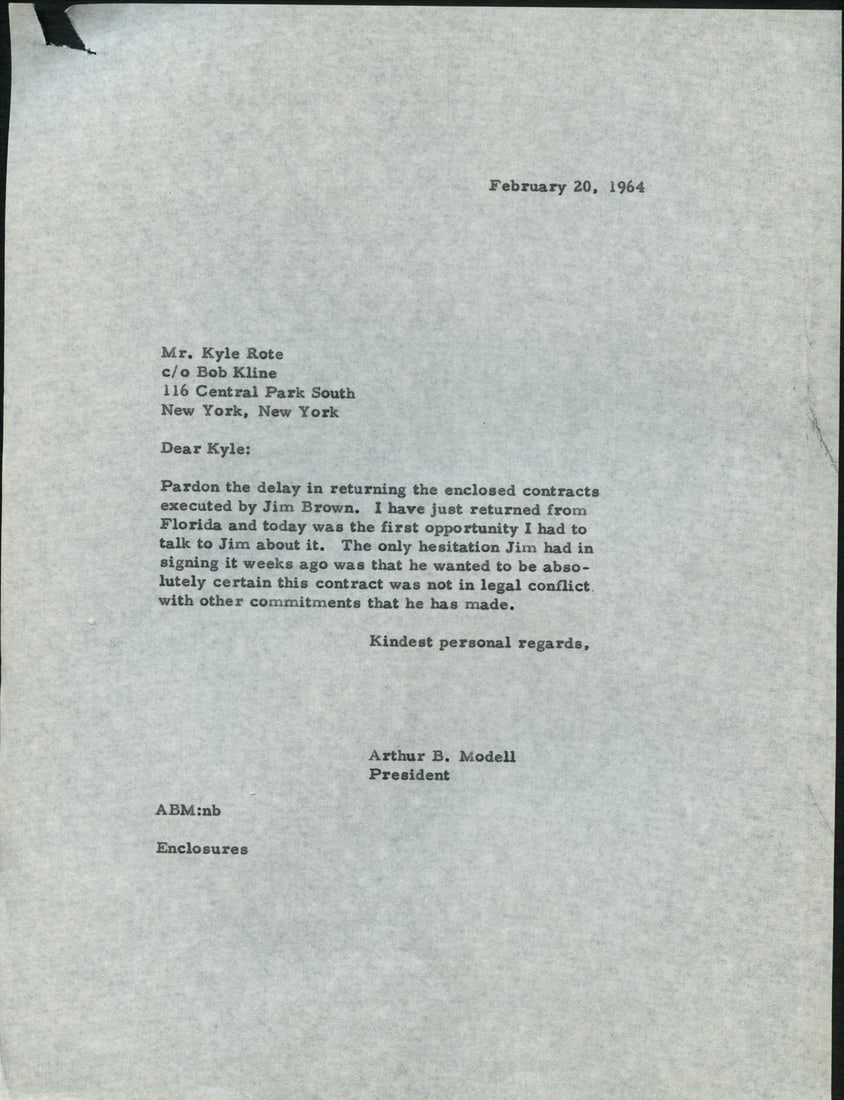 February 20, 1964
Mr. Kyle Rote
c/o Bob Kline
116 Central Park South
New York, New York
Dear Kyle:
Pardon the delay in returning the enclosed contracts
executed by Jim Brown.  I have just returned from
Florida and today was the first opportunity I had to
talk to Jim about it.  The only hesitation Jim had in
signing it weeks ago was that he wanted to be abso-
lutely certain this contract was not in legal conflict
with other commitments that he has made.
Kindest personal regards,
Arthur B. Modell
President
ABM:nb
Enclosures